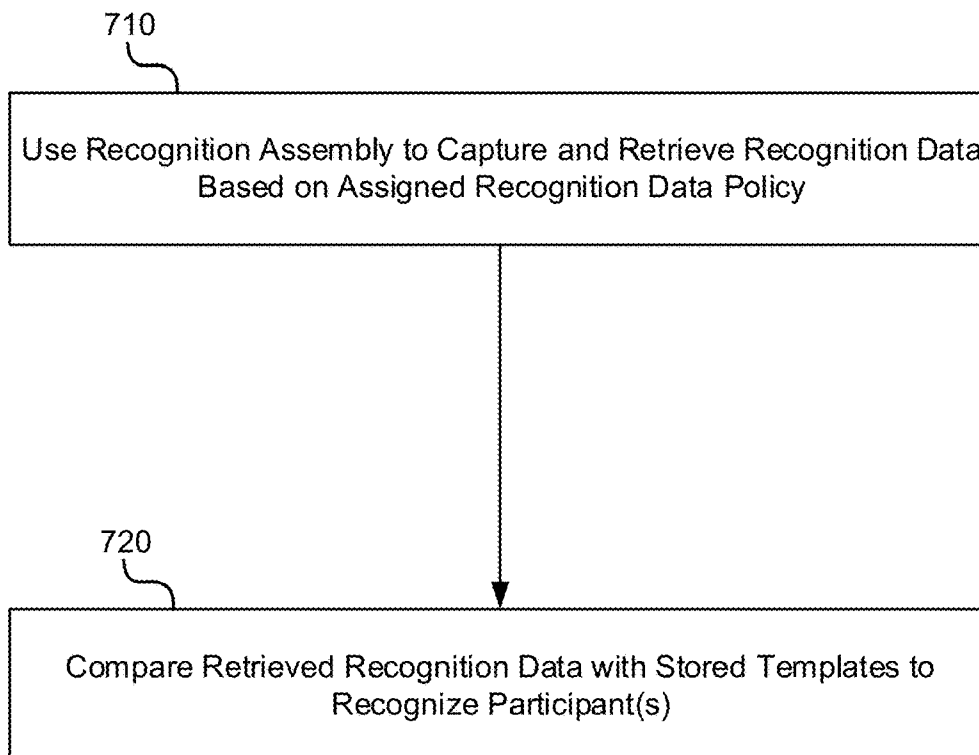 710
Use Recognition Assembly to Capture and Retrieve Recognition Data
Based on Assigned Recognition Data Policy
720
Compare Retrieved Recognition Data with Stored Templates to
Recognize Participant(s)